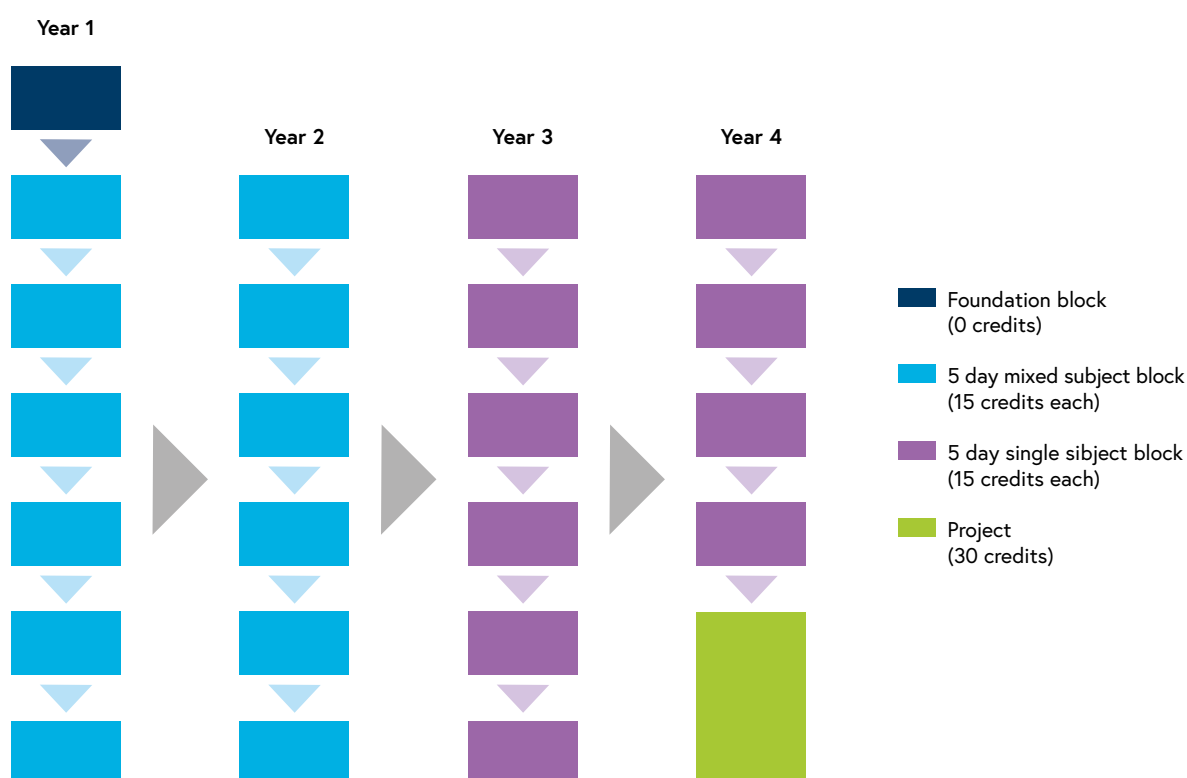 Year 1
Year 2
Year 3
Year 4
Foundation block
(0 credits)
5 day mixed subject block
(15 credits each)
5 day single sibject block
(15 credits each)
Project
(30 credits)